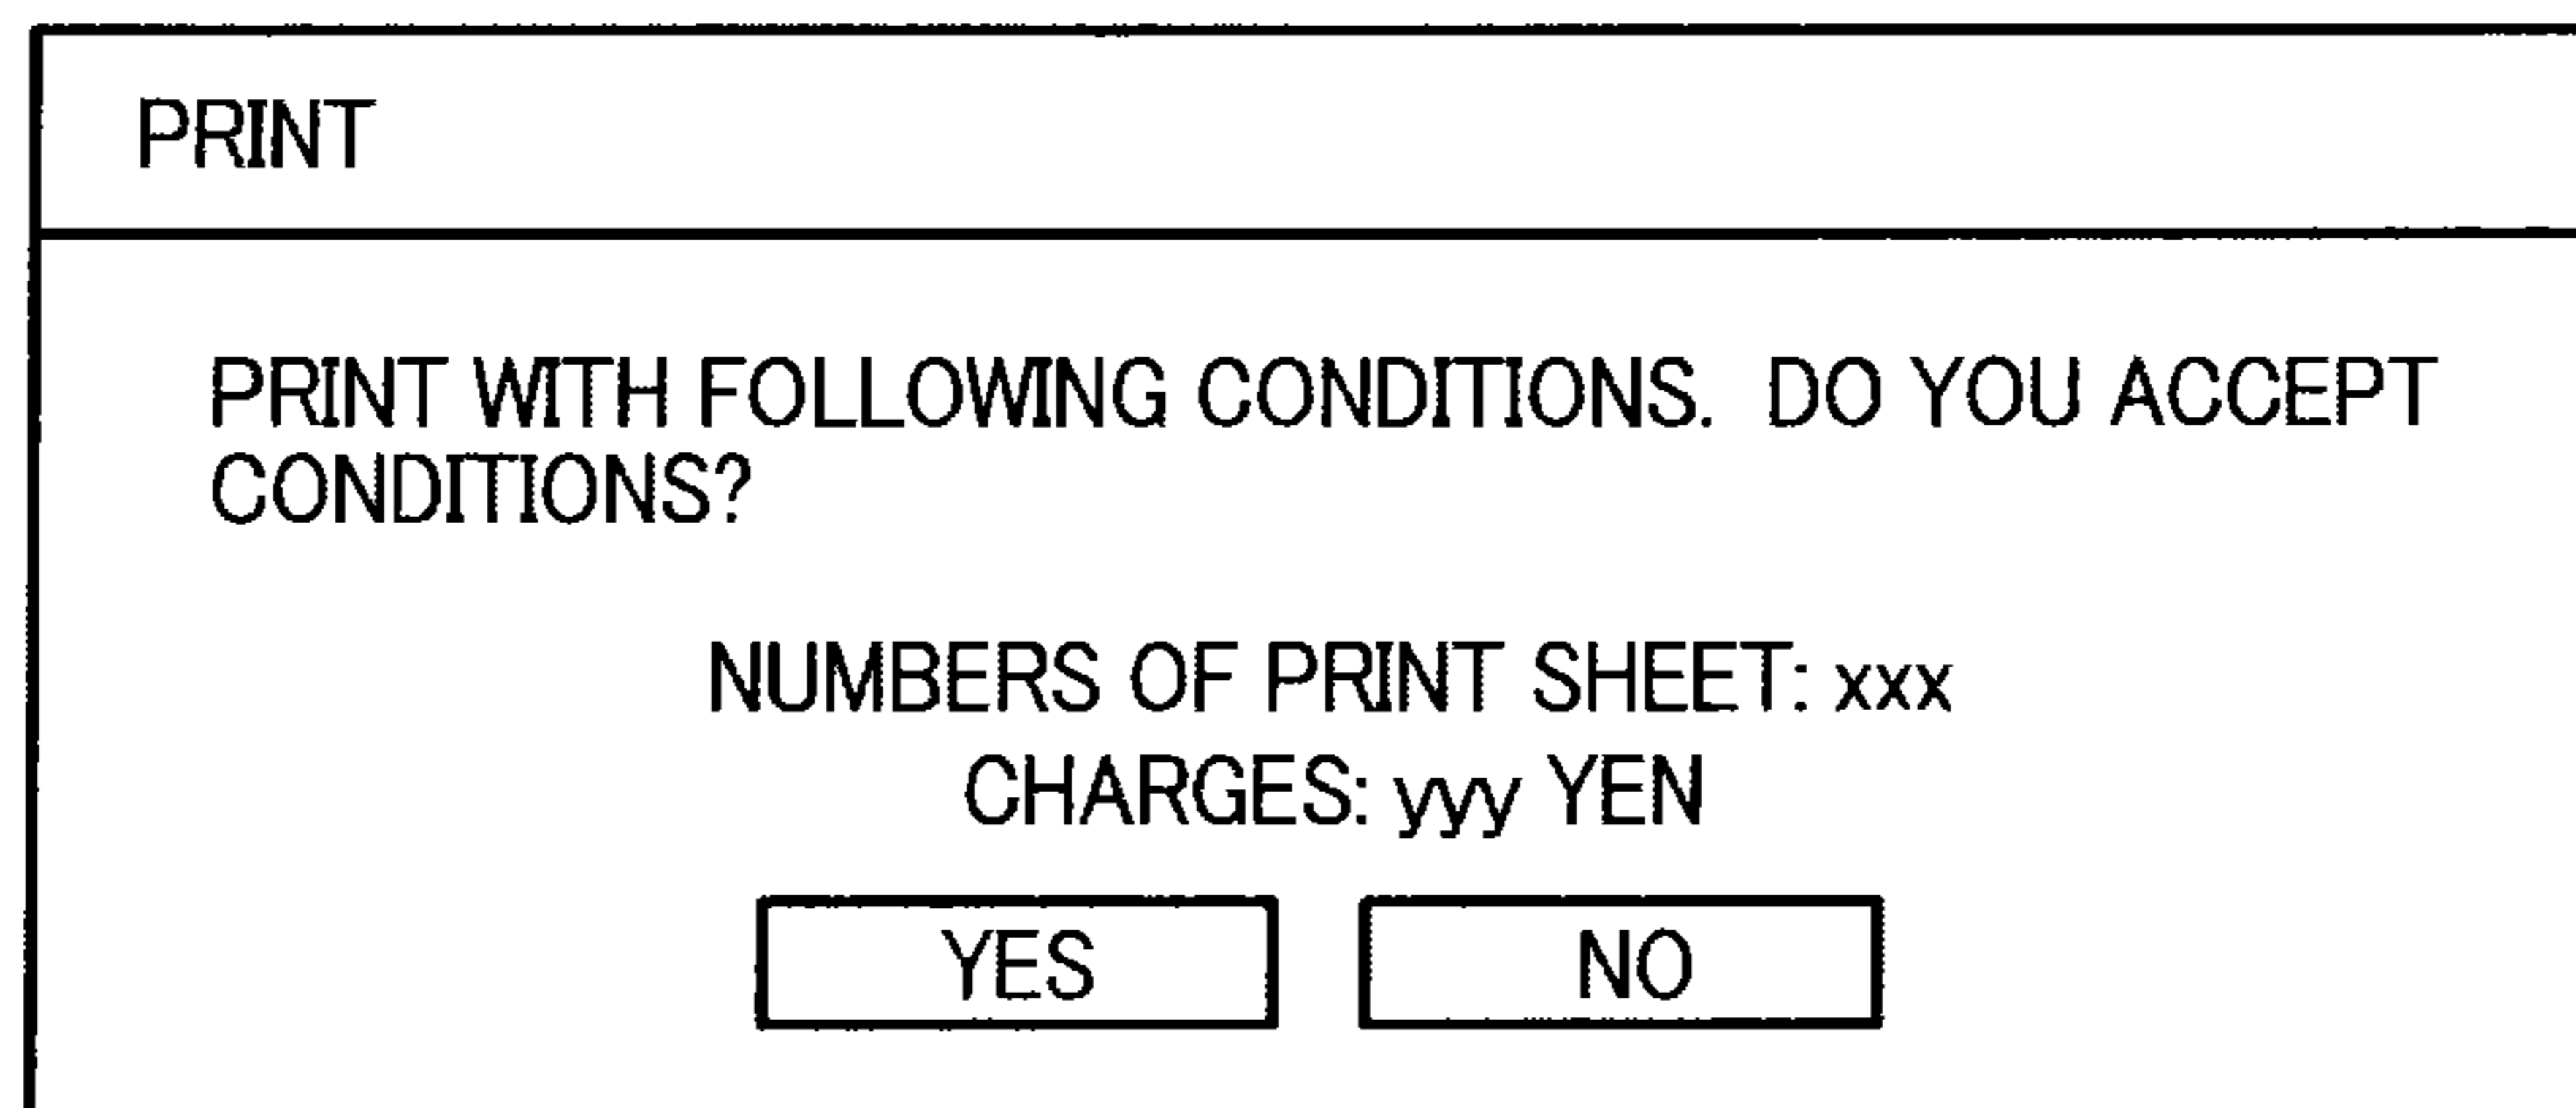 PRINT
PRINT WITH FOLLOWING CONDITIONS. DO YOU ACCEPT
CONDITIONS?
NUMBERS OF PRINT SHEET: xxx
CHARGES: yyy YEN
YES
NO